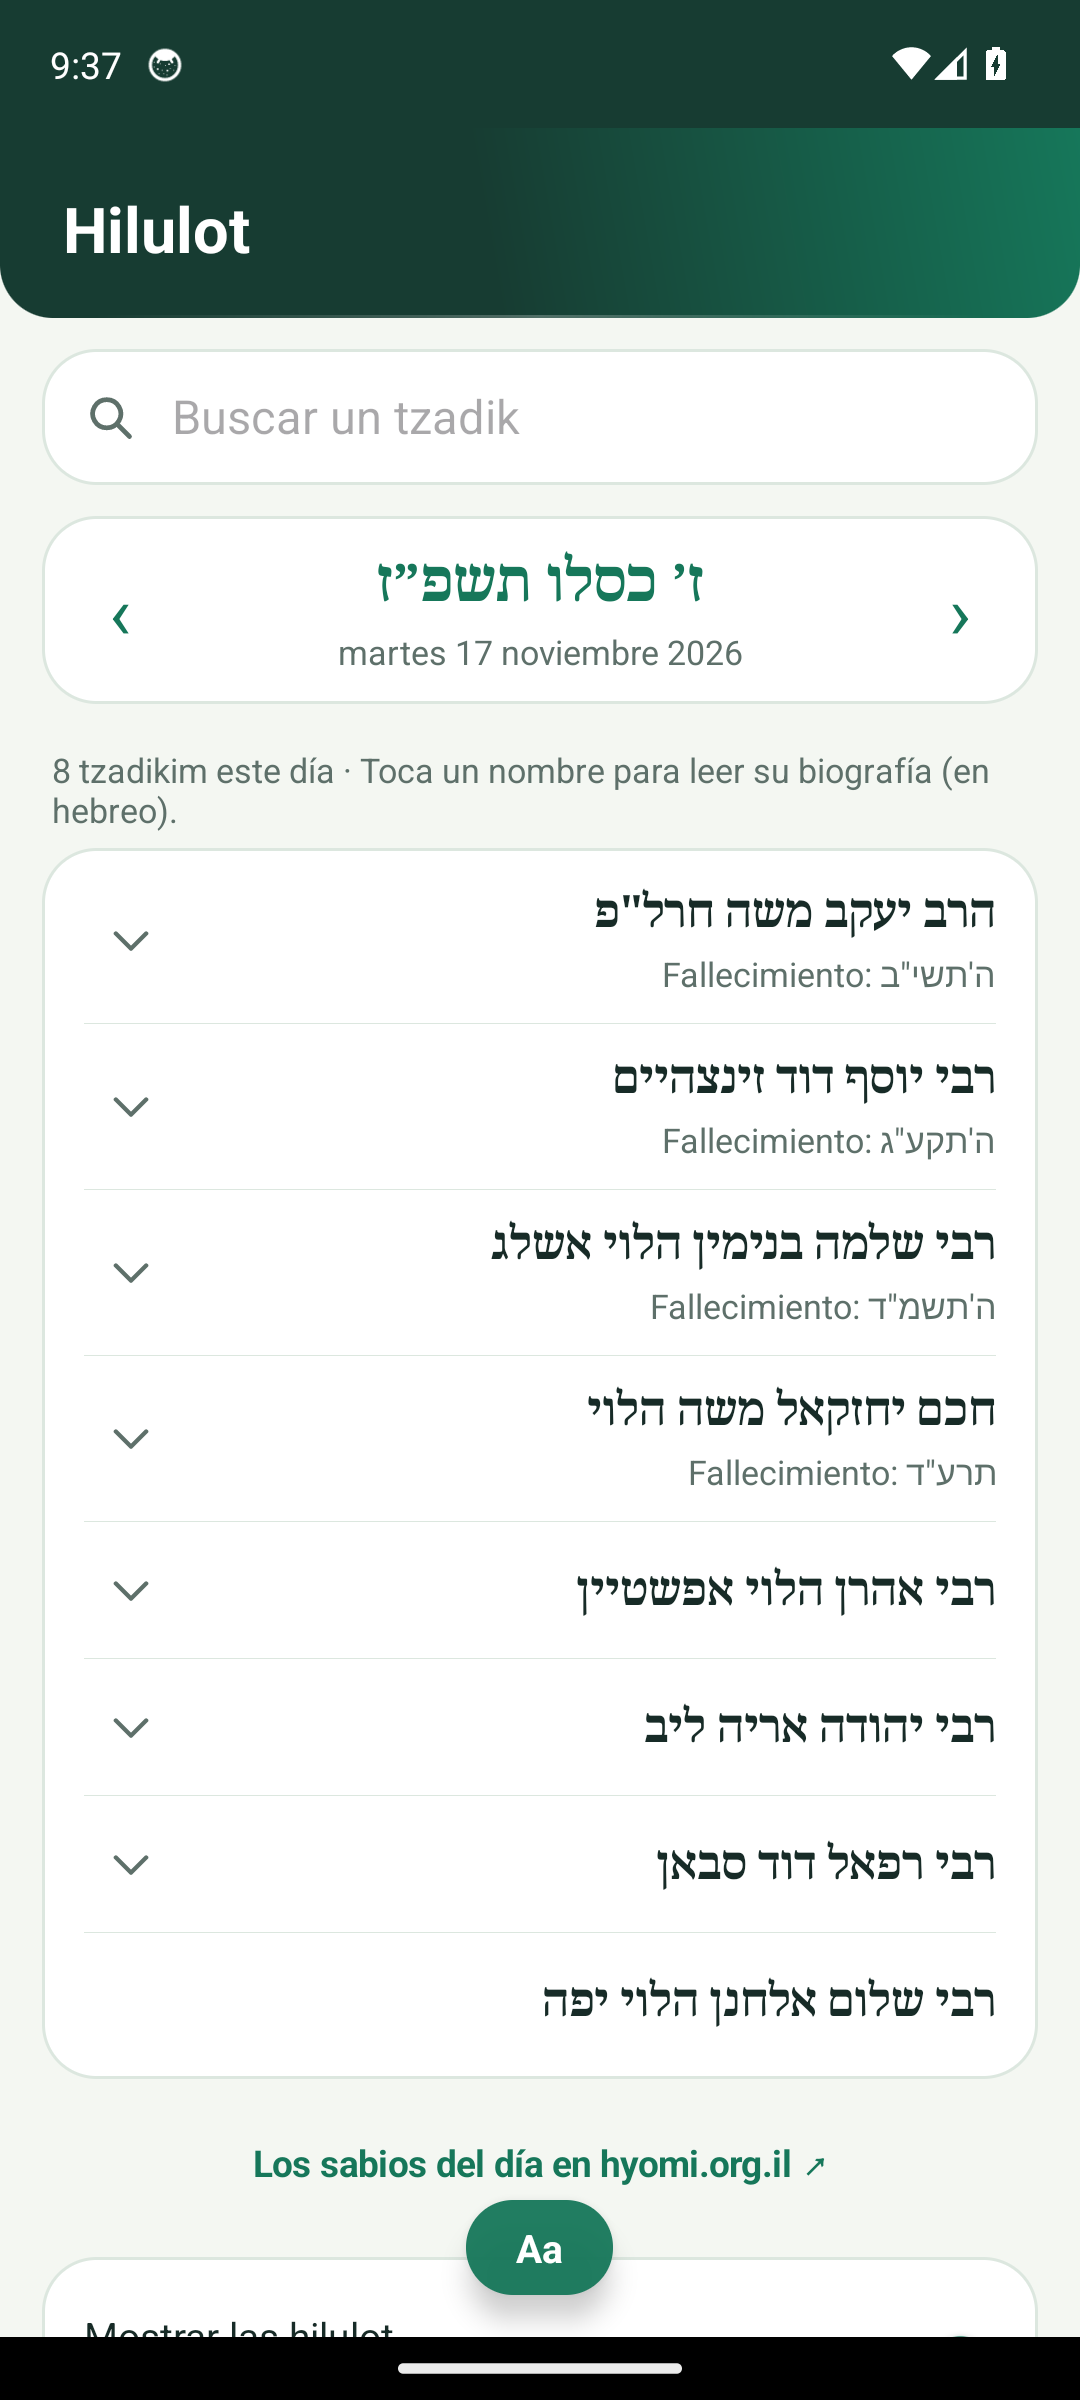 9:37
Hilulot
Buscar un tzadik
ז׳ כסלו תשפ״ז
martes 17 noviembre 2026
8 tzadikim este día · Toca un nombre para leer su biografía (en
hebreo).
הרב יעקב משה חרל"פ
Fallecimiento: ה'תשי"ב
רבי יוסף דוד זינצהיים
Fallecimiento: ה'תקע"ג
רבי שלמה בנימין הלוי אשלג
Fallecimiento: ה'תשמ"ד
חכם יחזקאל משה הלוי
Fallecimiento: תרע"ד
רבי אהרן הלוי אפשטיין
רבי יהודה אריה ליב
רבי רפאל דוד סבאן
רבי שלום אלחנן הלוי יפה
Los sabios del día en hyomi.org.il ↗
Aa
Mostrar las hilulot